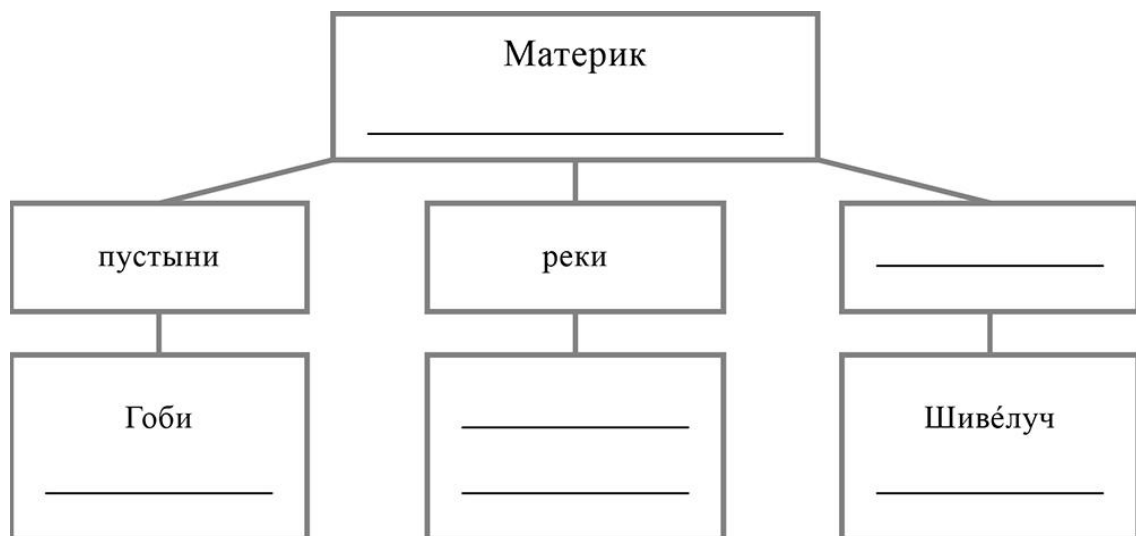 Материк
пустыни
реки
Гоби
Шиве́луч